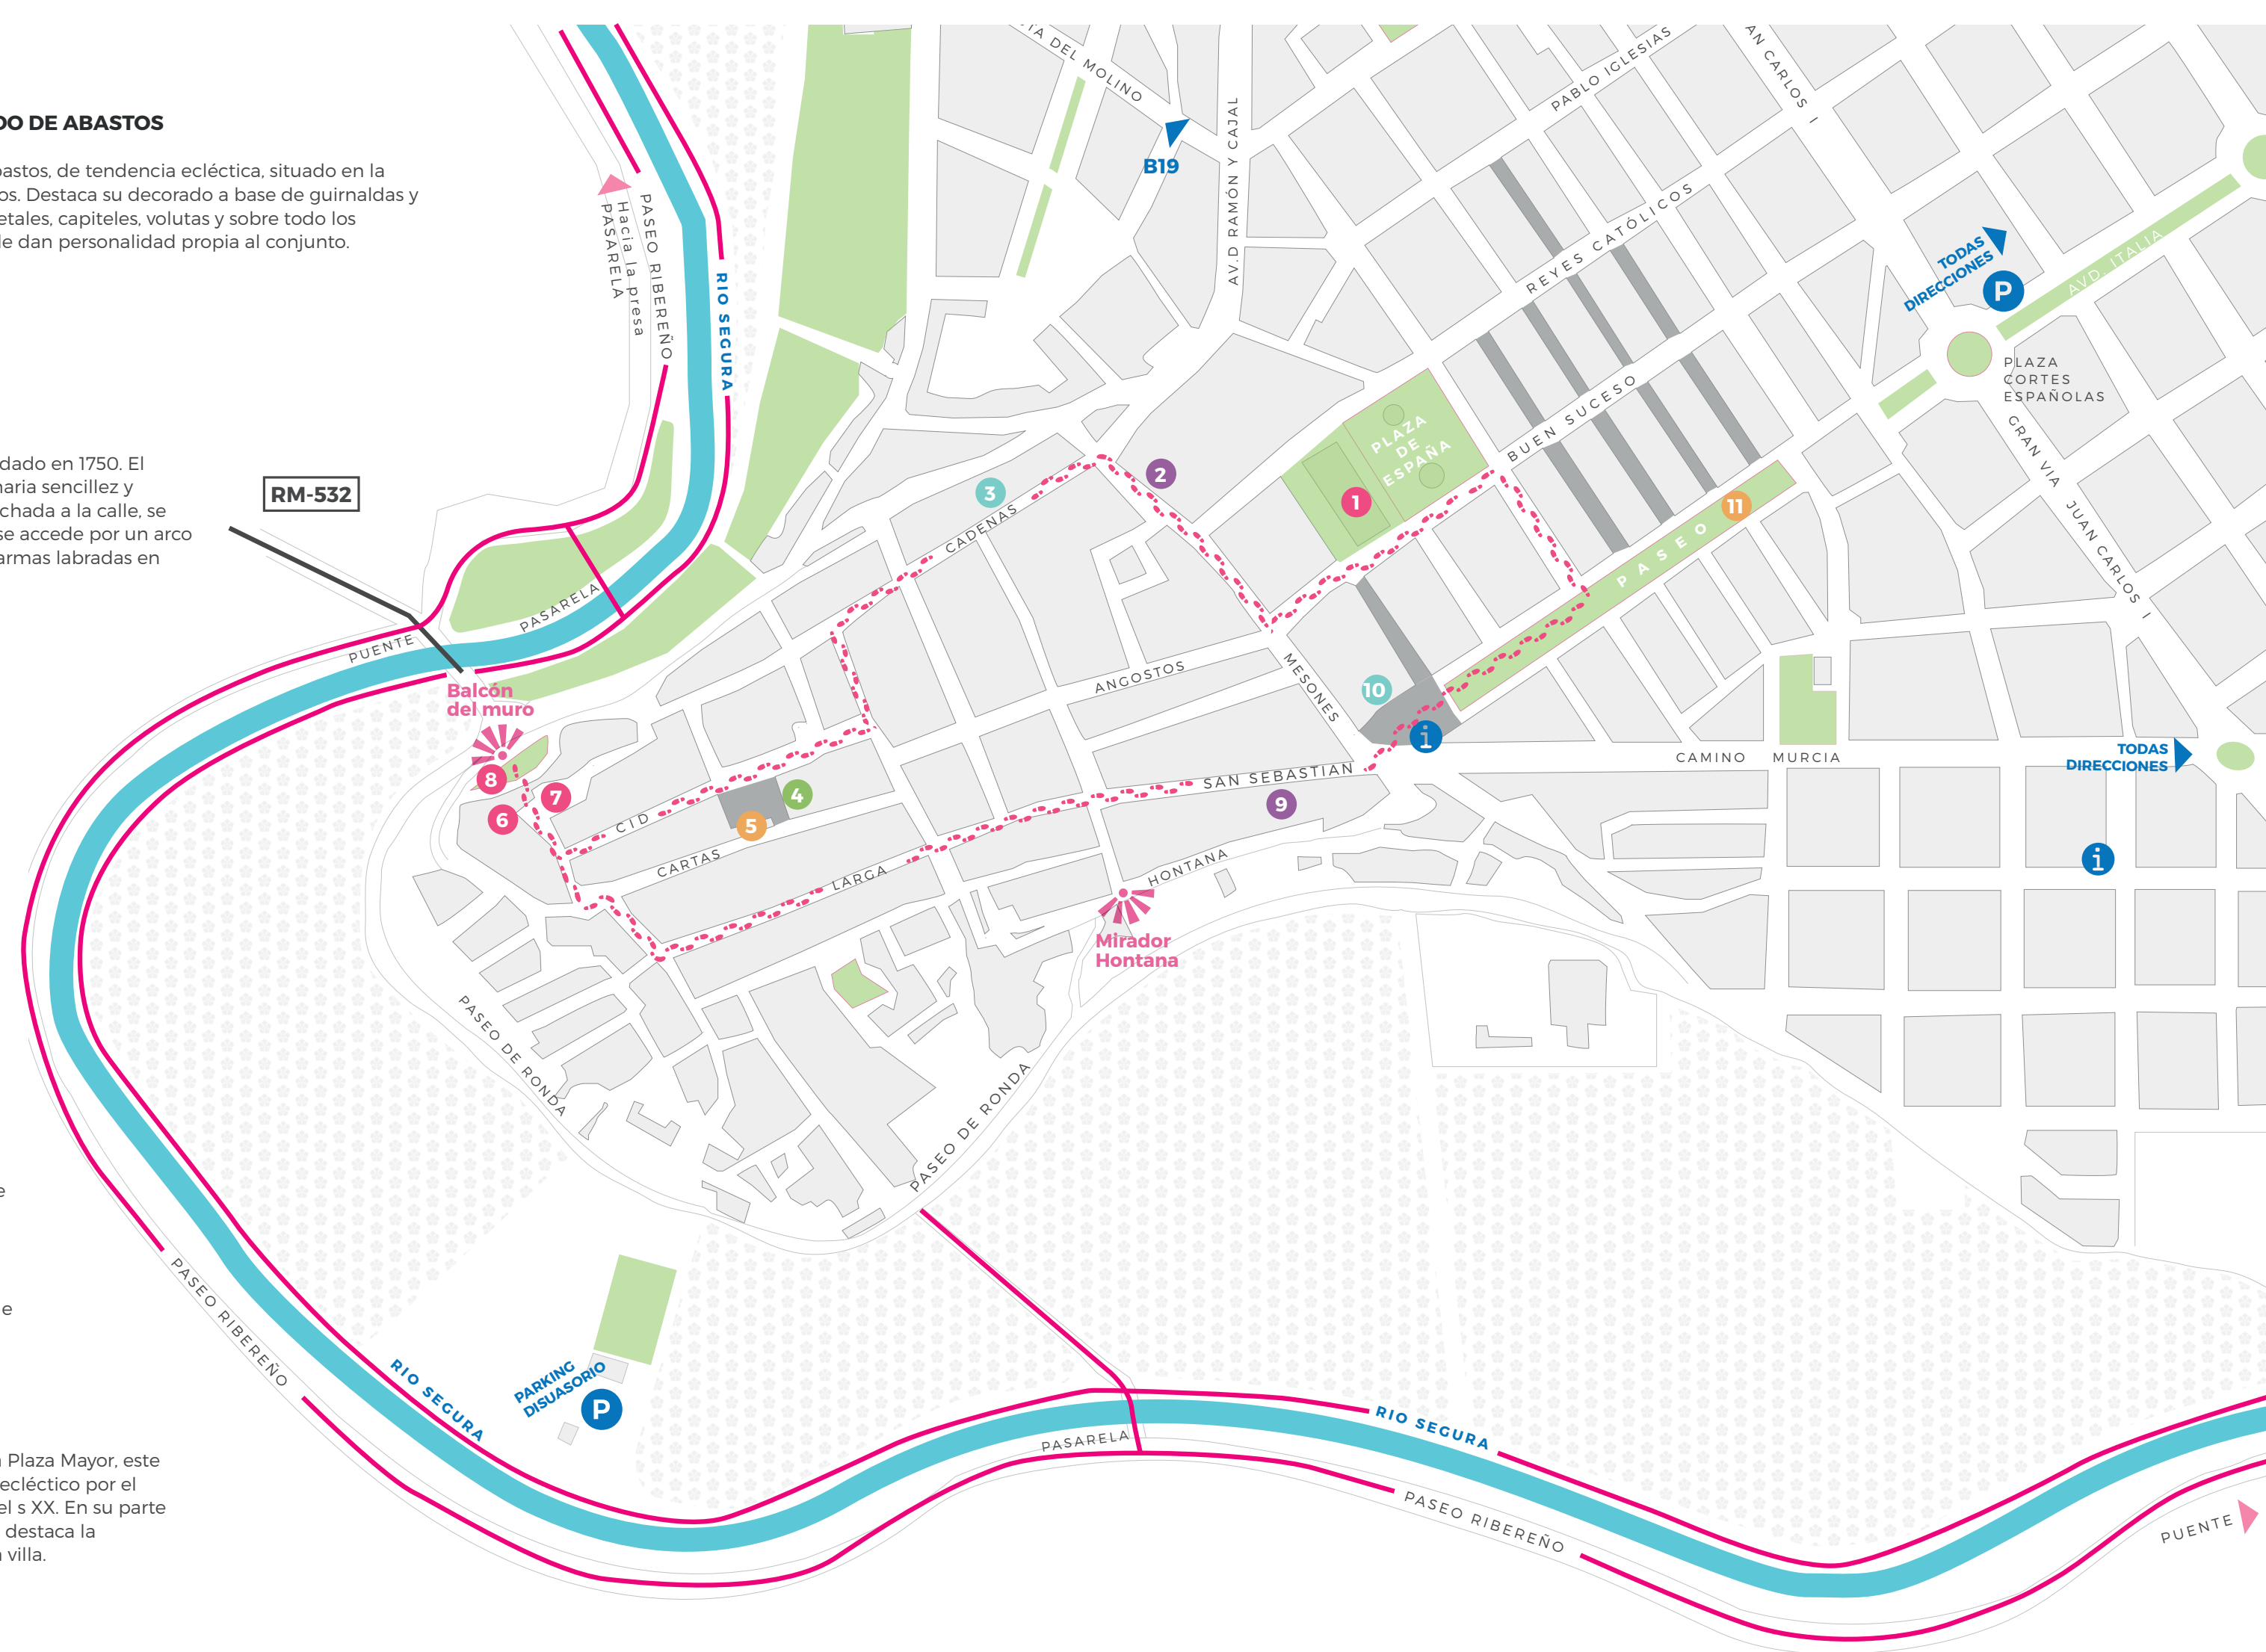 DO DE ABASTOS
bastos, de tendencia ecléctica, situado en la
os. Destaca su decorado a base de guirnaldas y
etales, capiteles, volutas y sobre todo los
le dan personalidad propia al conjunto.
dado en 1750. El
naria sencillez y
chada a la calle, se
se accede por un arco
armas labradas en
e
e
a Plaza Mayor, este
ecléctico por el
el s XX. En su parte
destaca la
a villa.
RM-532
Hacia la presa
PASARELA
PASEO RIBEREÑO
RIO SEGURA
TA DEL MOLINO
B19
AV.D RAMÓN Y CAJAL
PABLO IGLESIAS
AN CARLOS I
REYES CATÓLICOS
TODAS
DIRECCIONES
P
AVD. ITALIA
PLAZA
CORTES
ESPAÑOLAS
GRAN VIA JUAN CARLOS I
PLAZA
DE
ESPAÑA
BUEN SUCESO
1
2
3
CADENAS
11
PASEO
PASARELA
PUENTE
Balcón
del muro
8
7
6
CID
4
5
CARTAS
LARGA
ANGOSTOS
MESONES
10
i
SAN SEBASTIAN
9
CAMINO MURCIA
TODAS
DIRECCIONES
i
HONTANA
Mirador
Hontana
PASEO DE RONDA
PASEO DE RONDA
PASEO RIBEREÑO
RIO SEGURA
PARKING
DISUASORIO
P
PASARELA
RIO SEGURA
PASEO RIBEREÑO
PUENTE